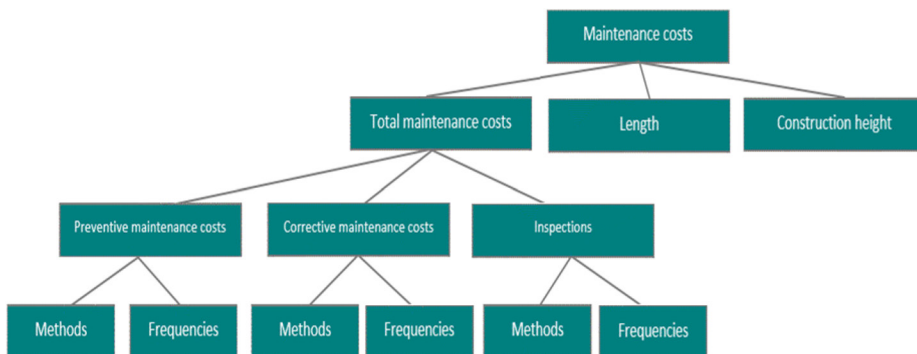 Maintenance costs
Total maintenance costs
Length
Construction height
Preventive maintenance costs
Corrective maintenance costs
Inspections
Methods
Frequencies
Methods
Frequencies
Methods
Frequencies